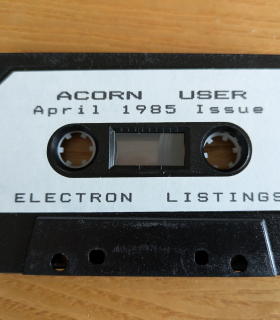 ACORN USER
April 1985 Issue
ELECTRON LISTINGS